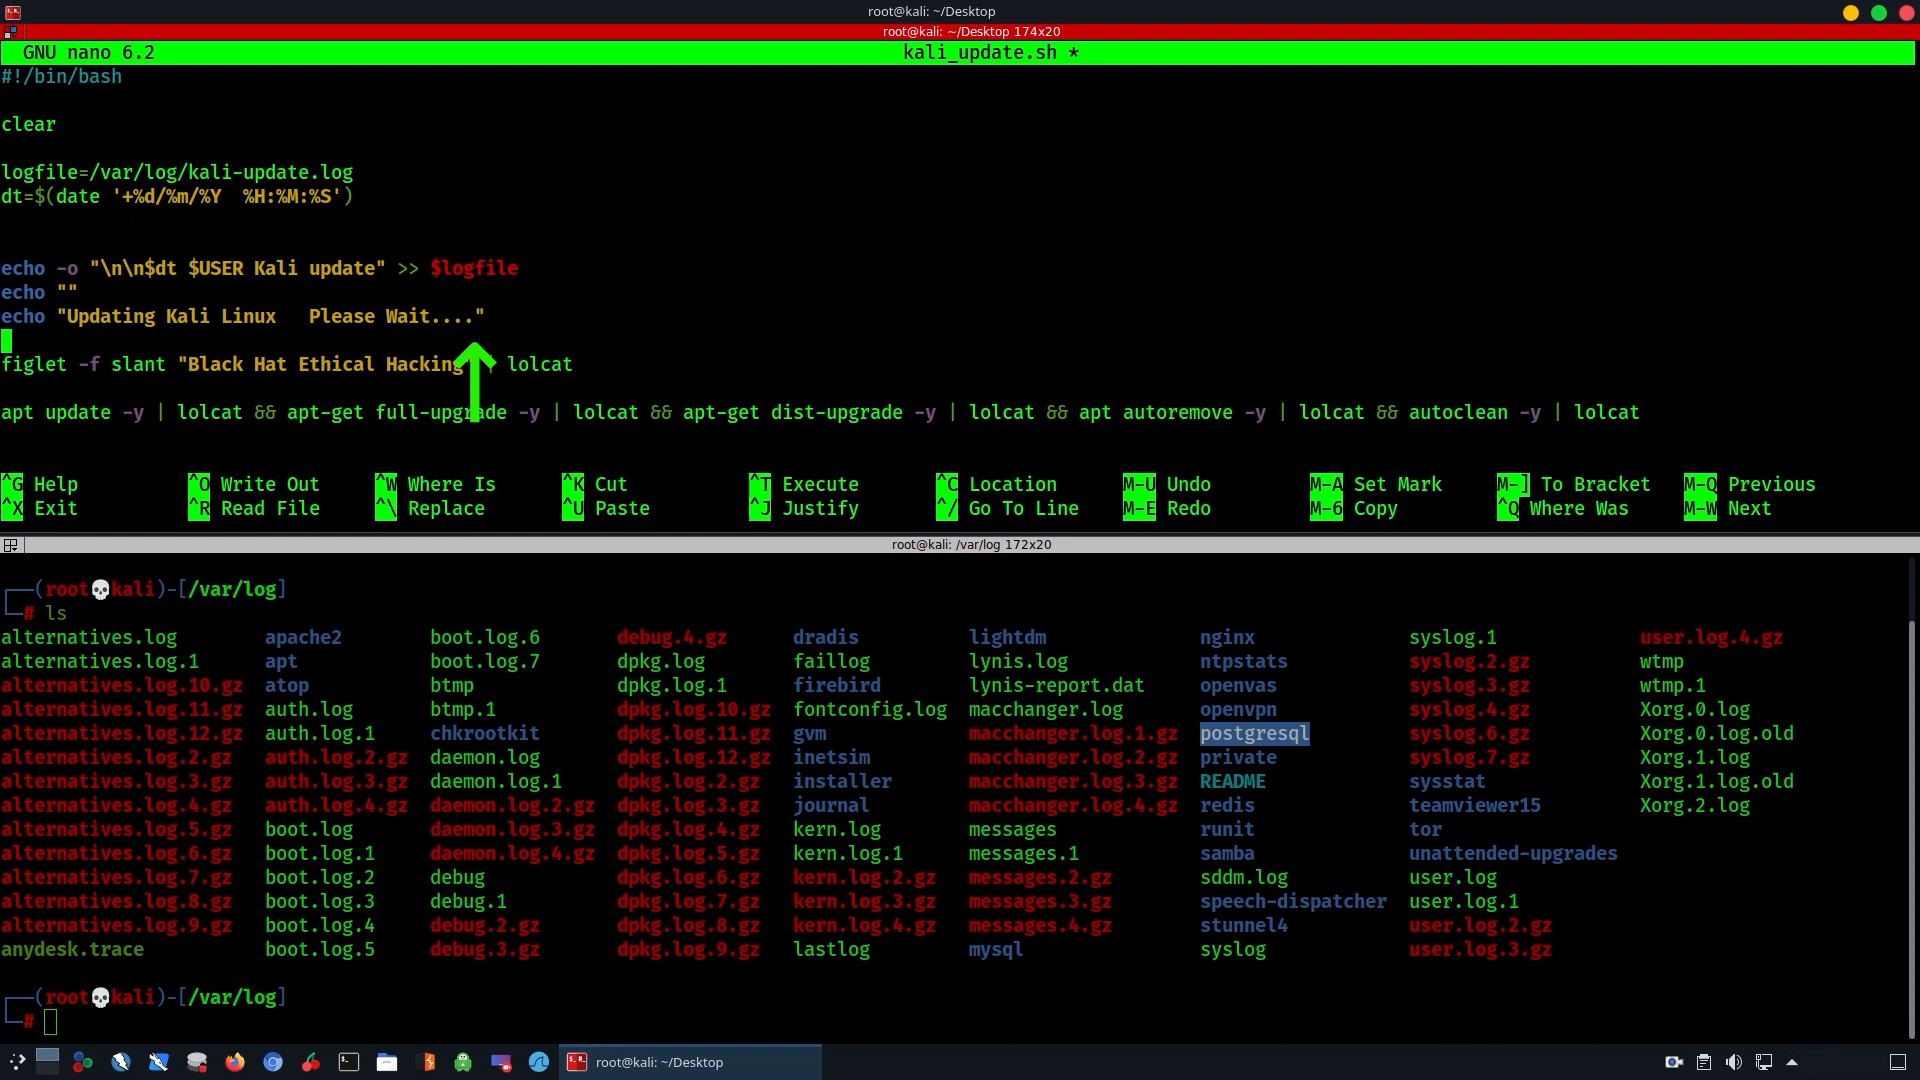 root@kali: ~/Desktop
root@kali: ~/Desktop 174x20
GNU nano 6.2 kali_update.sh *
#!/bin/bash
clear
logfile=/var/log/kali-update.log
dt=$(date '+%d/%m/%Y  %H:%M:%S')
echo -o "\n\n$dt $USER Kali update" >> $logfile
echo ""
echo "Updating Kali Linux   Please Wait...."
figlet -f slant "Black Hat Ethical Hacking" | lolcat
apt update -y | lolcat && apt-get full-upgrade -y | lolcat && apt-get dist-upgrade -y | lolcat && apt autoremove -y | lolcat && autoclean -y | lolcat
^G Help ^O Write Out ^W Where Is ^K Cut ^T Execute ^C Location M-U Undo M-A Set Mark M-] To Bracket M-Q Previous
^X Exit ^R Read File ^\ Replace ^U Paste ^J Justify ^/ Go To Line M-E Redo M-6 Copy ^Q Where Was M-W Next
root@kali: /var/log 172x20
(root💀kali)-[/var/log]
# ls
alternatives.log apache2 boot.log.6 debug.4.gz dradis lightdm nginx syslog.1 user.log.4.gz
alternatives.log.1 apt boot.log.7 dpkg.log faillog lynis.log ntpstats syslog.2.gz wtmp
alternatives.log.10.gz atop btmp dpkg.log.1 firebird lynis-report.dat openvas syslog.3.gz wtmp.1
alternatives.log.11.gz auth.log btmp.1 dpkg.log.10.gz fontconfig.log macchanger.log openvpn syslog.4.gz Xorg.0.log
alternatives.log.12.gz auth.log.1 chkrootkit dpkg.log.11.gz gvm macchanger.log.1.gz postgresql syslog.6.gz Xorg.0.log.old
alternatives.log.2.gz auth.log.2.gz daemon.log dpkg.log.12.gz inetsim macchanger.log.2.gz private syslog.7.gz Xorg.1.log
alternatives.log.3.gz auth.log.3.gz daemon.log.1 dpkg.log.2.gz installer macchanger.log.3.gz README sysstat Xorg.1.log.old
alternatives.log.4.gz auth.log.4.gz daemon.log.2.gz dpkg.log.3.gz journal macchanger.log.4.gz redis teamviewer15 Xorg.2.log
alternatives.log.5.gz boot.log daemon.log.3.gz dpkg.log.4.gz kern.log messages runit tor
alternatives.log.6.gz boot.log.1 daemon.log.4.gz dpkg.log.5.gz kern.log.1 messages.1 samba unattended-upgrades
alternatives.log.7.gz boot.log.2 debug dpkg.log.6.gz kern.log.2.gz messages.2.gz sddm.log user.log
alternatives.log.8.gz boot.log.3 debug.1 dpkg.log.7.gz kern.log.3.gz messages.3.gz speech-dispatcher user.log.1
alternatives.log.9.gz boot.log.4 debug.2.gz dpkg.log.8.gz kern.log.4.gz messages.4.gz stunnel4 user.log.2.gz
anydesk.trace boot.log.5 debug.3.gz dpkg.log.9.gz lastlog mysql syslog user.log.3.gz
(root💀kali)-[/var/log]
#
root@kali: ~/Desktop